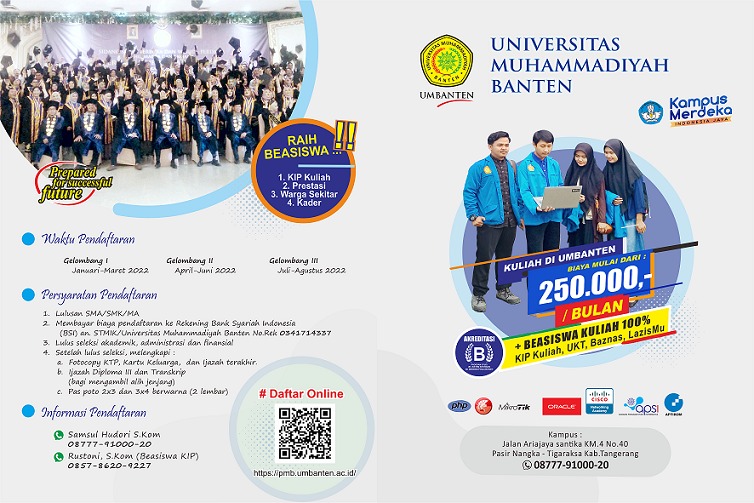 Prepared
for successful
future
RAIH
BEASISWA ...!!
1. KIP Kuliah
2. Prestasi
3. Warga Sekitar
4. Kader
Waktu Pendaftaran
Gelombang I
Januari-Maret 2022
Gelombang II
April-Juni 2022
Gelombang III
Juli-Agustus 2022
Persyaratan Pendaftaran
1. Lulusan SMA/SMK/MA
2. Membayar biaya pendaftaran ke Rekening Bank Syariah Indonesia
(BSI) an. STMIK/Universitas Muhammadiyah Banten No.Rek 0341714337
3. Lulus seleksi akademik, administrasi dan finansial
4. Setelah lulus seleksi, melengkapi :
a. Fotocopy KTP, Kartu Keluarga, dan Ijazah terakhir.
b. Ijazah Diploma III dan Transkrip
(bagi mengambil alih jenjang)
c. Pas poto 2x3 dan 3x4 berwarna (2 lembar)
Informasi Pendaftaran
Samsul Hudori S.Kom
08777-91000-20
Rustoni, S.Kom (Beasiswa KIP)
0857-8620-9227
# Daftar Online
https://pmb.umbanten.ac.id/
UNIVERSITAS MUHAMMADIYAH
BANTEN
UMBANTEN
UNIVERSITAS
MUHAMMADIYAH
BANTEN
Kampus
Merdeka
INDONESIA JAYA
KULIAH DI UMBANTEN
BIAYA MULAI DARI :
250.000,-
/ BULAN
+ BEASISWA KULIAH 100%
KIP Kuliah, UKT, Baznas, LazisMu
AKREDITASI
B
php
MikroTik
ORACLE
CISCO
Networking
Academy
apsi
APTIKOM
Kampus :
Jalan Ariajaya santika KM.4 No.40
Pasir Nangka - Tigaraksa Kab.Tangerang
08777-91000-20